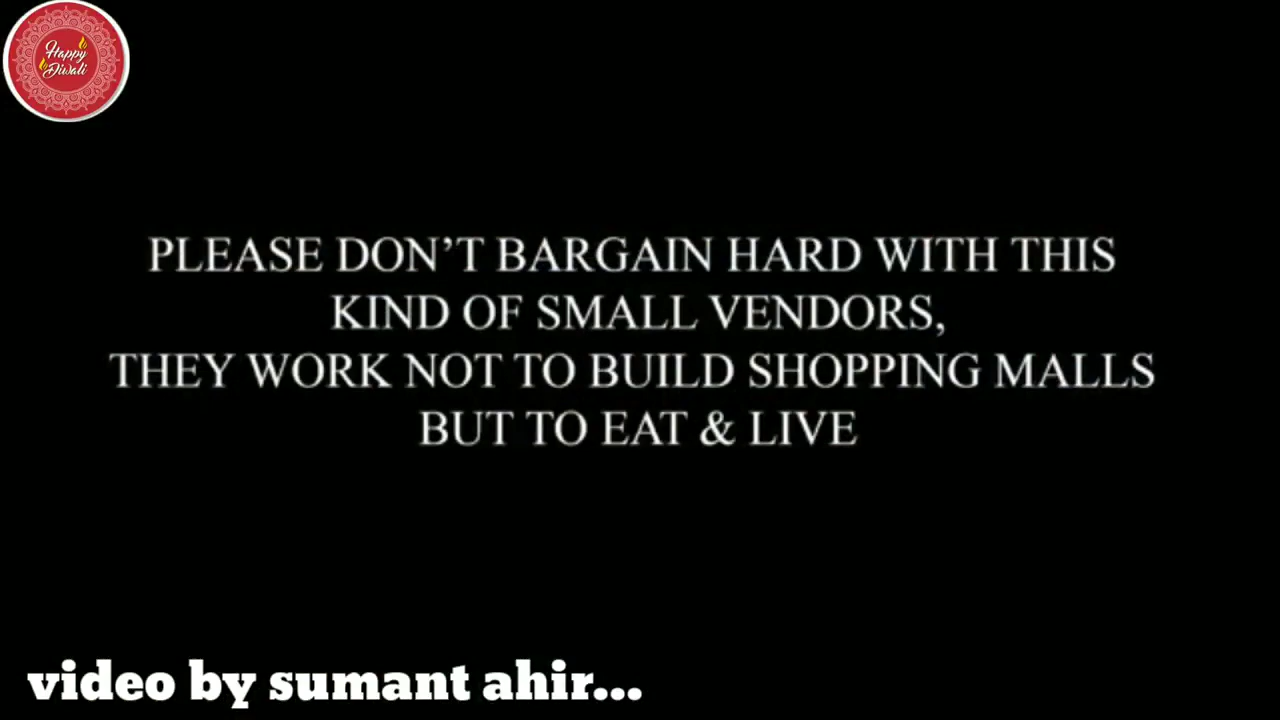 Happy
Diwali
PLEASE DON'T BARGAIN HARD WITH THIS
KIND OF SMALL VENDORS,
THEY WORK NOT TO BUILD SHOPPING MALLS
BUT TO EAT & LIVE
video by sumant ahir...